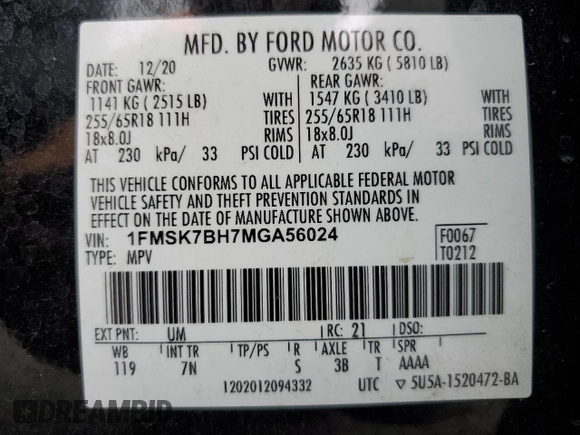 MFD. BY FORD MOTOR CO.
DATE: 12/20 GVWR: 2635 KG ( 5810 LB)
FRONT GAWR: REAR GAWR:
1141 KG ( 2515 LB) WITH 1547 KG ( 3410 LB) WITH
255/65R18 111H TIRES 255/65R18 111H TIRES
18x8.0J RIMS 18x8.0J RIMS
AT 230 kPa/ 33 PSI COLD AT 230 kPa/ 33 PSI COLD
THIS VEHICLE CONFORMS TO ALL APPLICABLE FEDERAL MOTOR
VEHICLE SAFETY AND THEFT PREVENTION STANDARDS IN
EFFECT ON THE DATE OF MANUFACTURE SHOWN ABOVE.
VIN: 1FMSK7BH7MGA56024 F0067
TYPE: MPV T0212
EXT PNT: UM RC: 21 DSO:
WB INT TR TP/PS R AXLE TR SPR
119 7N S 3B T AAAA
1202012094332 UTC ▽ 5U5A-1520472-BA
DREAMBID